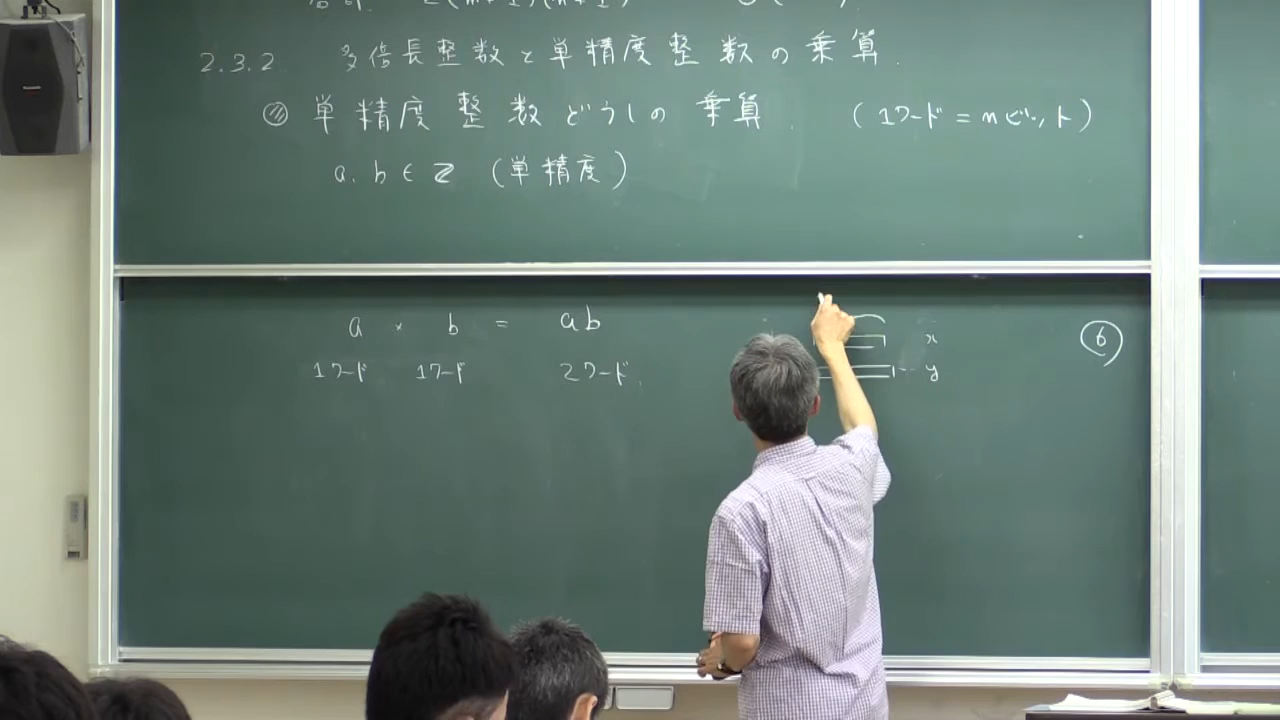 2.3.2 多倍長整数と単精度整数の乗算.
◎ 単精度整数どうしの乗算. (1ワード = nビット)
a, b ∈ Z (単精度)
a × b = ab
1ワード 1ワード 2ワード.
x
y
⑥